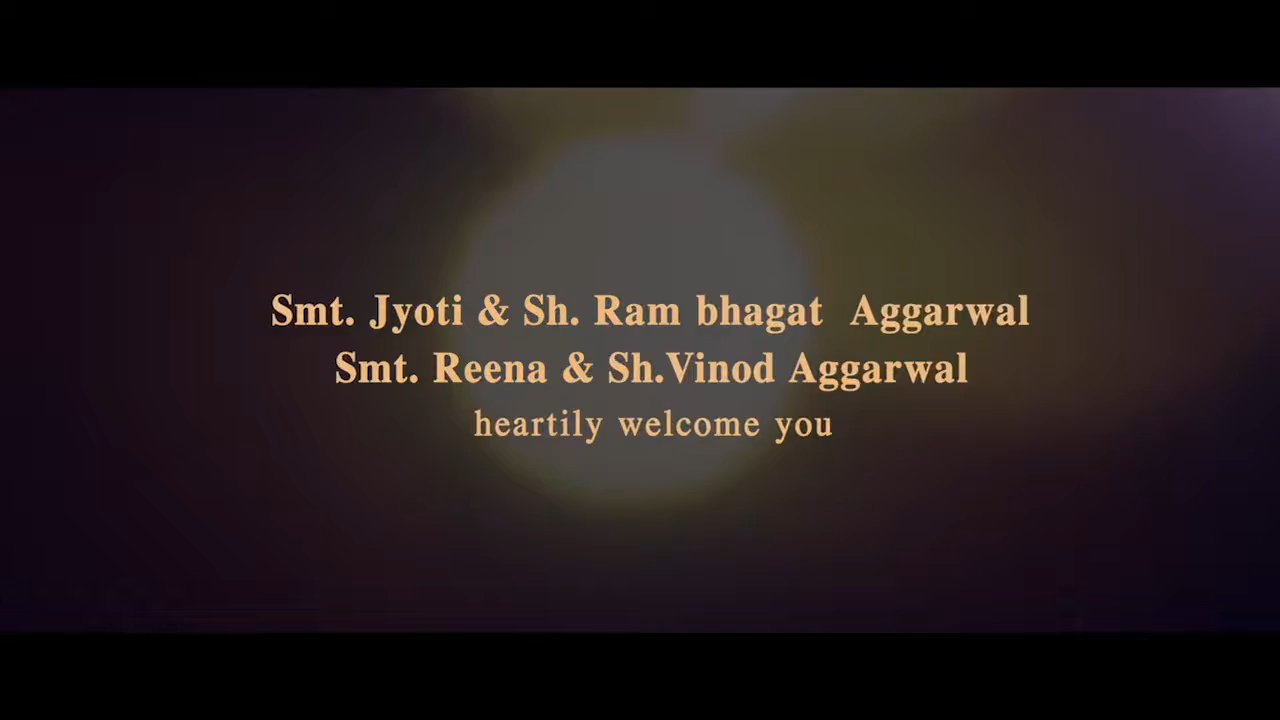 Smt. Jyoti & Sh. Ram bhagat  Aggarwal
Smt. Reena & Sh.Vinod Aggarwal
heartily welcome you